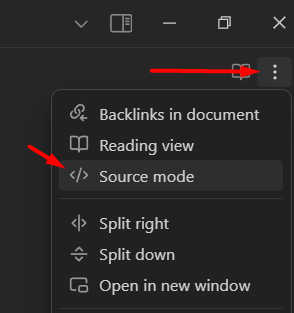 Backlinks in document
Reading view
Source mode
Split right
Split down
Open in new window